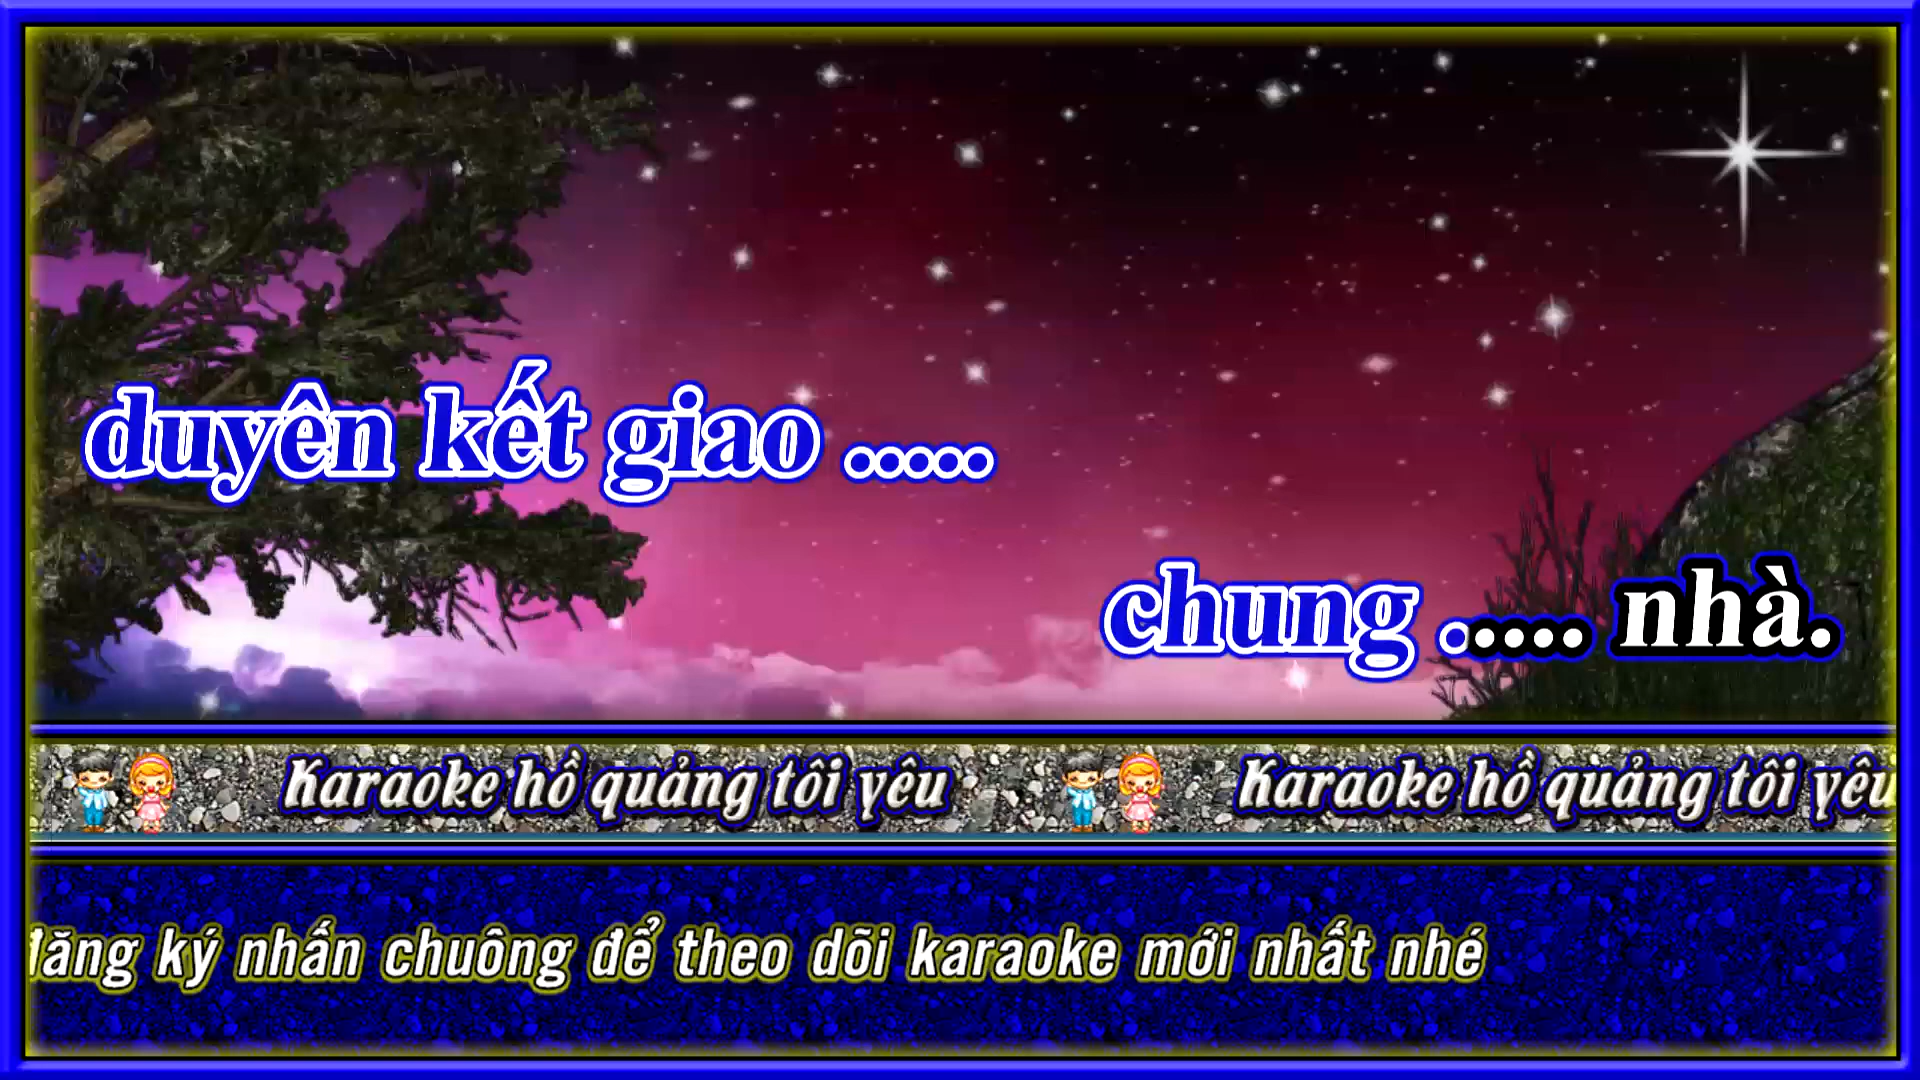 duyên kết giao .....
chung ..... nhà.
Karaoke hồ quảng tôi yêu Karaoke hồ quảng tôi yêu
đăng ký nhấn chuông để theo dõi karaoke mới nhất nhé